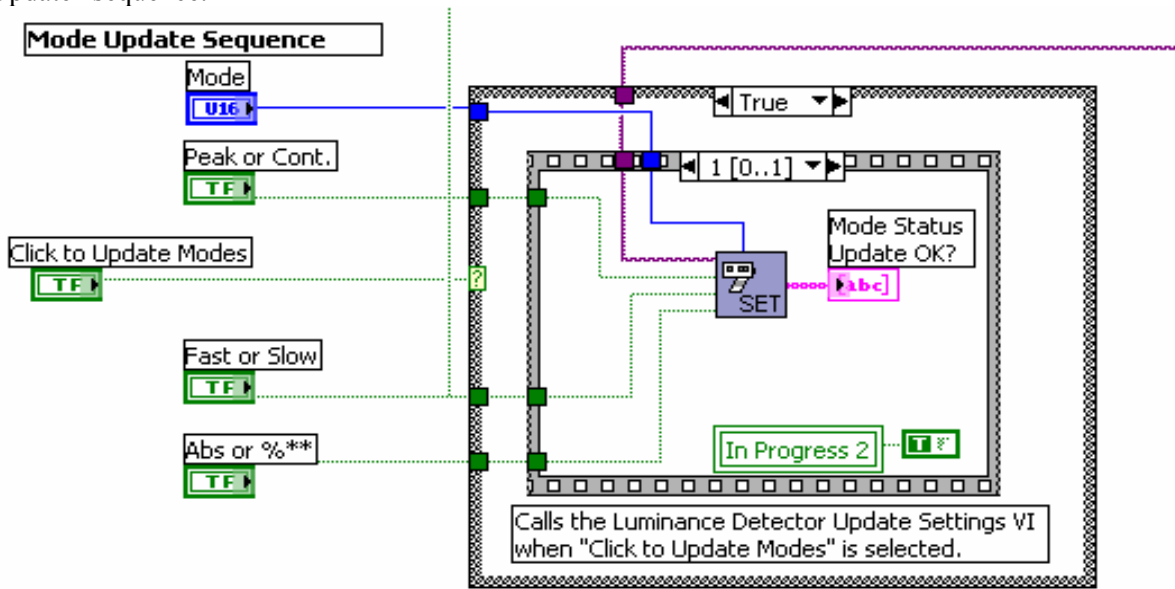 Mode Update Sequence
Mode
U16
Peak or Cont.
TF
Click to Update Modes
TF
Fast or Slow
TF
Abs or %**
TF
True
?
1 [0..1]
SET
Mode Status
Update OK?
abc
In Progress 2
T
Calls the Luminance Detector Update Settings VI
when "Click to Update Modes" is selected.